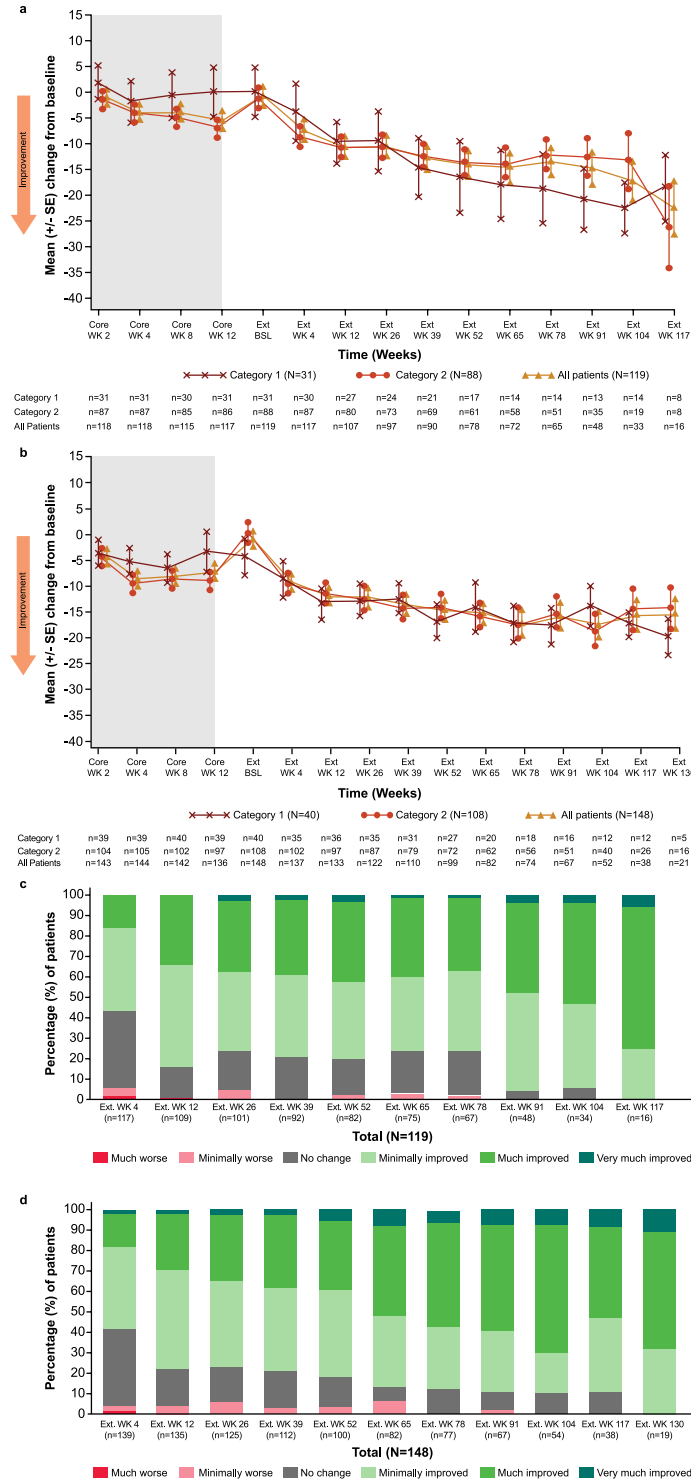 a
15
10
5
0
-5
-10
-15
-20
-25
-30
-35
-40
Improvement
Mean (+/- SE) change from baseline
Core Core Core Core Ext Ext Ext Ext Ext Ext Ext Ext Ext Ext Ext
WK 2 WK 4 WK 8 WK 12 BSL WK 4 WK 12 WK 26 WK 39 WK 52 WK 65 WK 78 WK 91 WK 104 WK 117
Time (Weeks)
Category 1 (N=31) Category 2 (N=88) All patients (N=119)
Category 1 n=31 n=31 n=30 n=31 n=31 n=30 n=27 n=24 n=21 n=17 n=14 n=14 n=13 n=14 n=8
Category 2 n=87 n=87 n=85 n=86 n=88 n=87 n=80 n=73 n=69 n=61 n=58 n=51 n=35 n=19 n=8
All Patients n=118 n=118 n=115 n=117 n=119 n=117 n=107 n=97 n=90 n=78 n=72 n=65 n=48 n=33 n=16
b
15
10
5
0
-5
-10
-15
-20
-25
-30
-35
-40
Improvement
Mean (+/- SE) change from baseline
Core Core Core Core Ext Ext Ext Ext Ext Ext Ext Ext Ext Ext Ext Ext
WK 2 WK 4 WK 8 WK 12 BSL WK 4 WK 12 WK 26 WK 39 WK 52 WK 65 WK 78 WK 91 WK 104 WK 117 WK 130
Time (Weeks)
Category 1 (N=40) Category 2 (N=108) All patients (N=148)
Category 1 n=39 n=39 n=40 n=39 n=40 n=35 n=36 n=35 n=31 n=27 n=20 n=18 n=16 n=12 n=12 n=5
Category 2 n=104 n=105 n=102 n=97 n=108 n=102 n=97 n=87 n=79 n=72 n=62 n=56 n=51 n=40 n=26 n=16
All Patients n=143 n=144 n=142 n=136 n=148 n=137 n=133 n=122 n=110 n=99 n=82 n=74 n=67 n=52 n=38 n=21
c
100
90
80
70
60
50
40
30
20
10
0
Percentage (%) of patients
Ext. WK 4 Ext. WK 12 Ext. WK 26 Ext. WK 39 Ext. WK 52 Ext. WK 65 Ext. WK 78 Ext. WK 91 Ext. WK 104 Ext. WK 117
(n=117) (n=109) (n=101) (n=92) (n=82) (n=75) (n=67) (n=48) (n=34) (n=16)
Total (N=119)
Much worse Minimally worse No change Minimally improved Much improved Very much improved
d
100
90
80
70
60
50
40
30
20
10
0
Percentage (%) of patients
Ext. WK 4 Ext. WK 12 Ext. WK 26 Ext. WK 39 Ext. WK 52 Ext. WK 65 Ext. WK 78 Ext. WK 91 Ext. WK 104 Ext. WK 117 Ext. WK 130
(n=139) (n=135) (n=125) (n=112) (n=100) (n=82) (n=77) (n=67) (n=54) (n=38) (n=19)
Total (N=148)
Much worse Minimally worse No change Minimally improved Much improved Very much improved